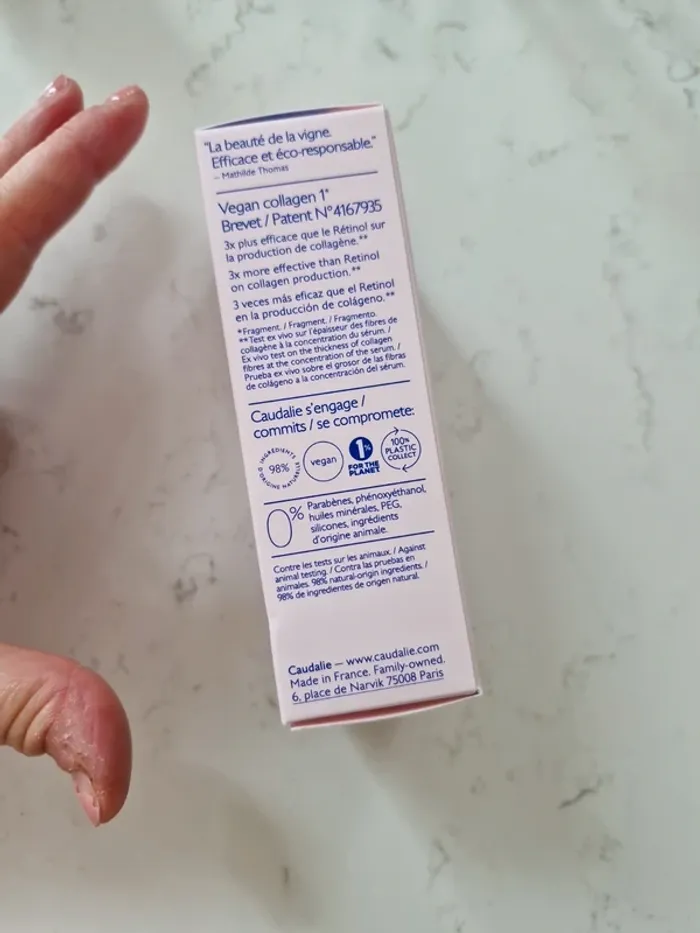 "La beauté de la vigne.
Efficace et éco-responsable."
— Mathilde Thomas
Vegan collagen 1*
Brevet / Patent N°4167935
3x plus efficace que le Rétinol sur
la production de collagène.**
3x more effective than Retinol
on collagen production.**
3 veces más eficaz que el Retinol
en la producción de colágeno.**
*Fragment. / Fragment. / Fragmento.
**Test ex vivo sur l'épaisseur des fibres de
collagène à la concentration du sérum. /
Ex vivo test on the thickness of collagen
fibres at the concentration of the serum. /
Prueba ex vivo sobre el grosor de las fibras
de colágeno a la concentración del sérum.
Caudalie s'engage /
commits / se compromete:
INGRÉDIENTS
98%
D'ORIGINE NATURELLE
vegan
1%
FOR THE
PLANET
100%
PLASTIC
COLLECT
0% Parabènes, phénoxyéthanol,
huiles minérales, PEG,
silicones, ingrédients
d'origine animale.
Contre les tests sur les animaux. / Against
animal testing. / Contra las pruebas en
animales. 98% natural-origin ingredients. /
98% de ingredientes de origen natural.
Caudalie — www.caudalie.com
Made in France. Family-owned.
6, place de Narvik 75008 Paris